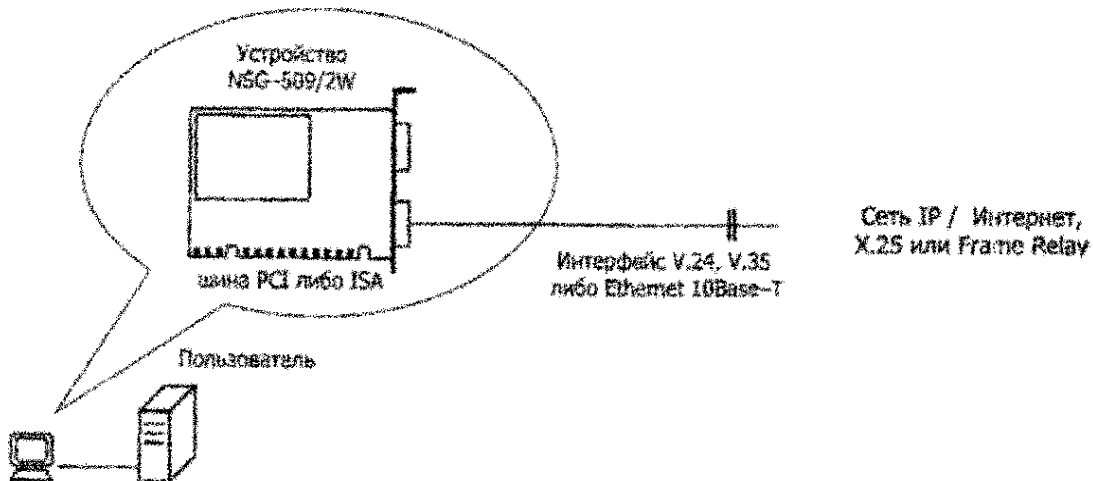 Устройство
NSG-509/2W
шина PCI либо ISA
Интерфейс V.24, V.35
либо Ethernet 10Base-T
Сеть IP / Интернет,
X.25 или Frame Relay
Пользователь